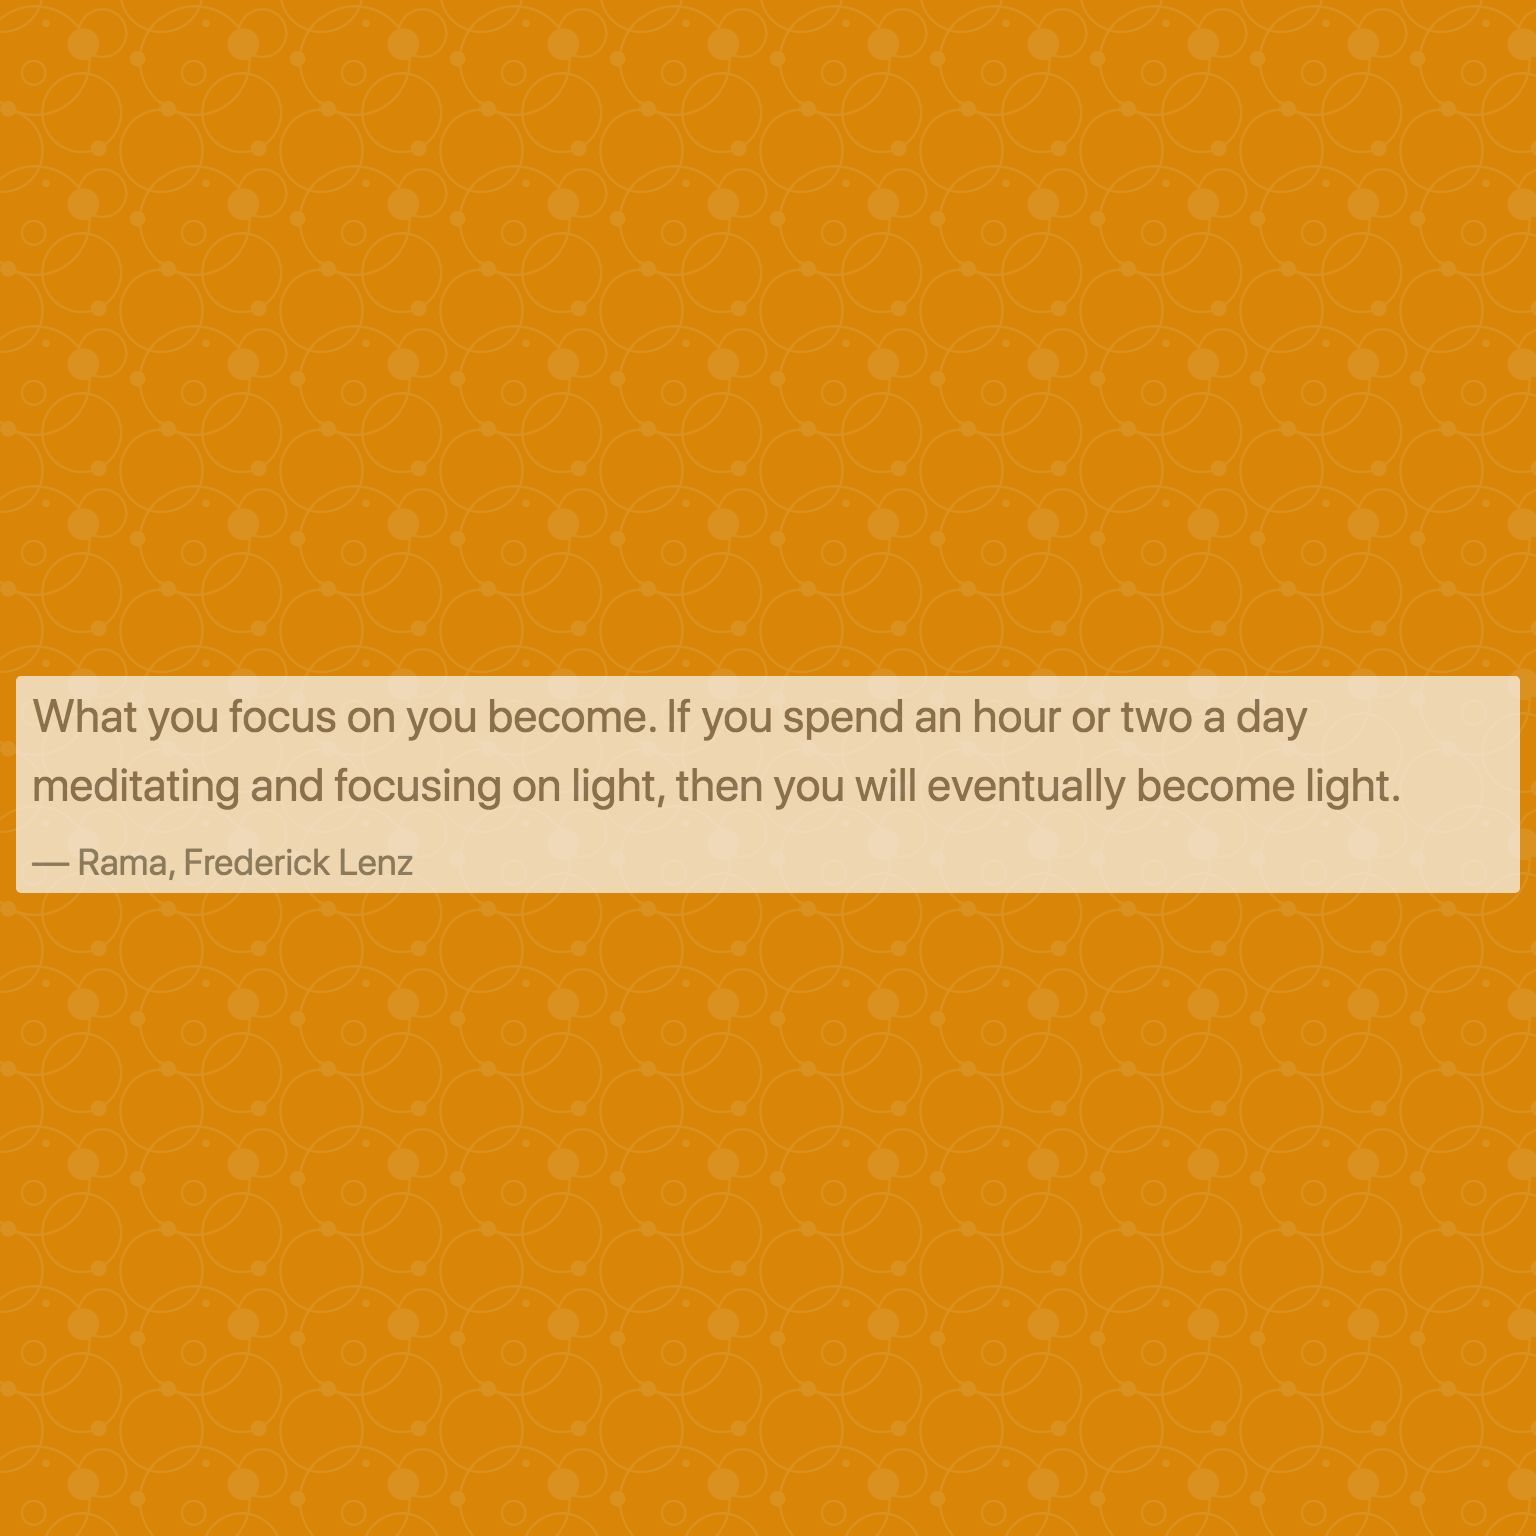 What you focus on you become. If you spend an hour or two a day
meditating and focusing on light, then you will eventually become light.
— Rama, Frederick Lenz